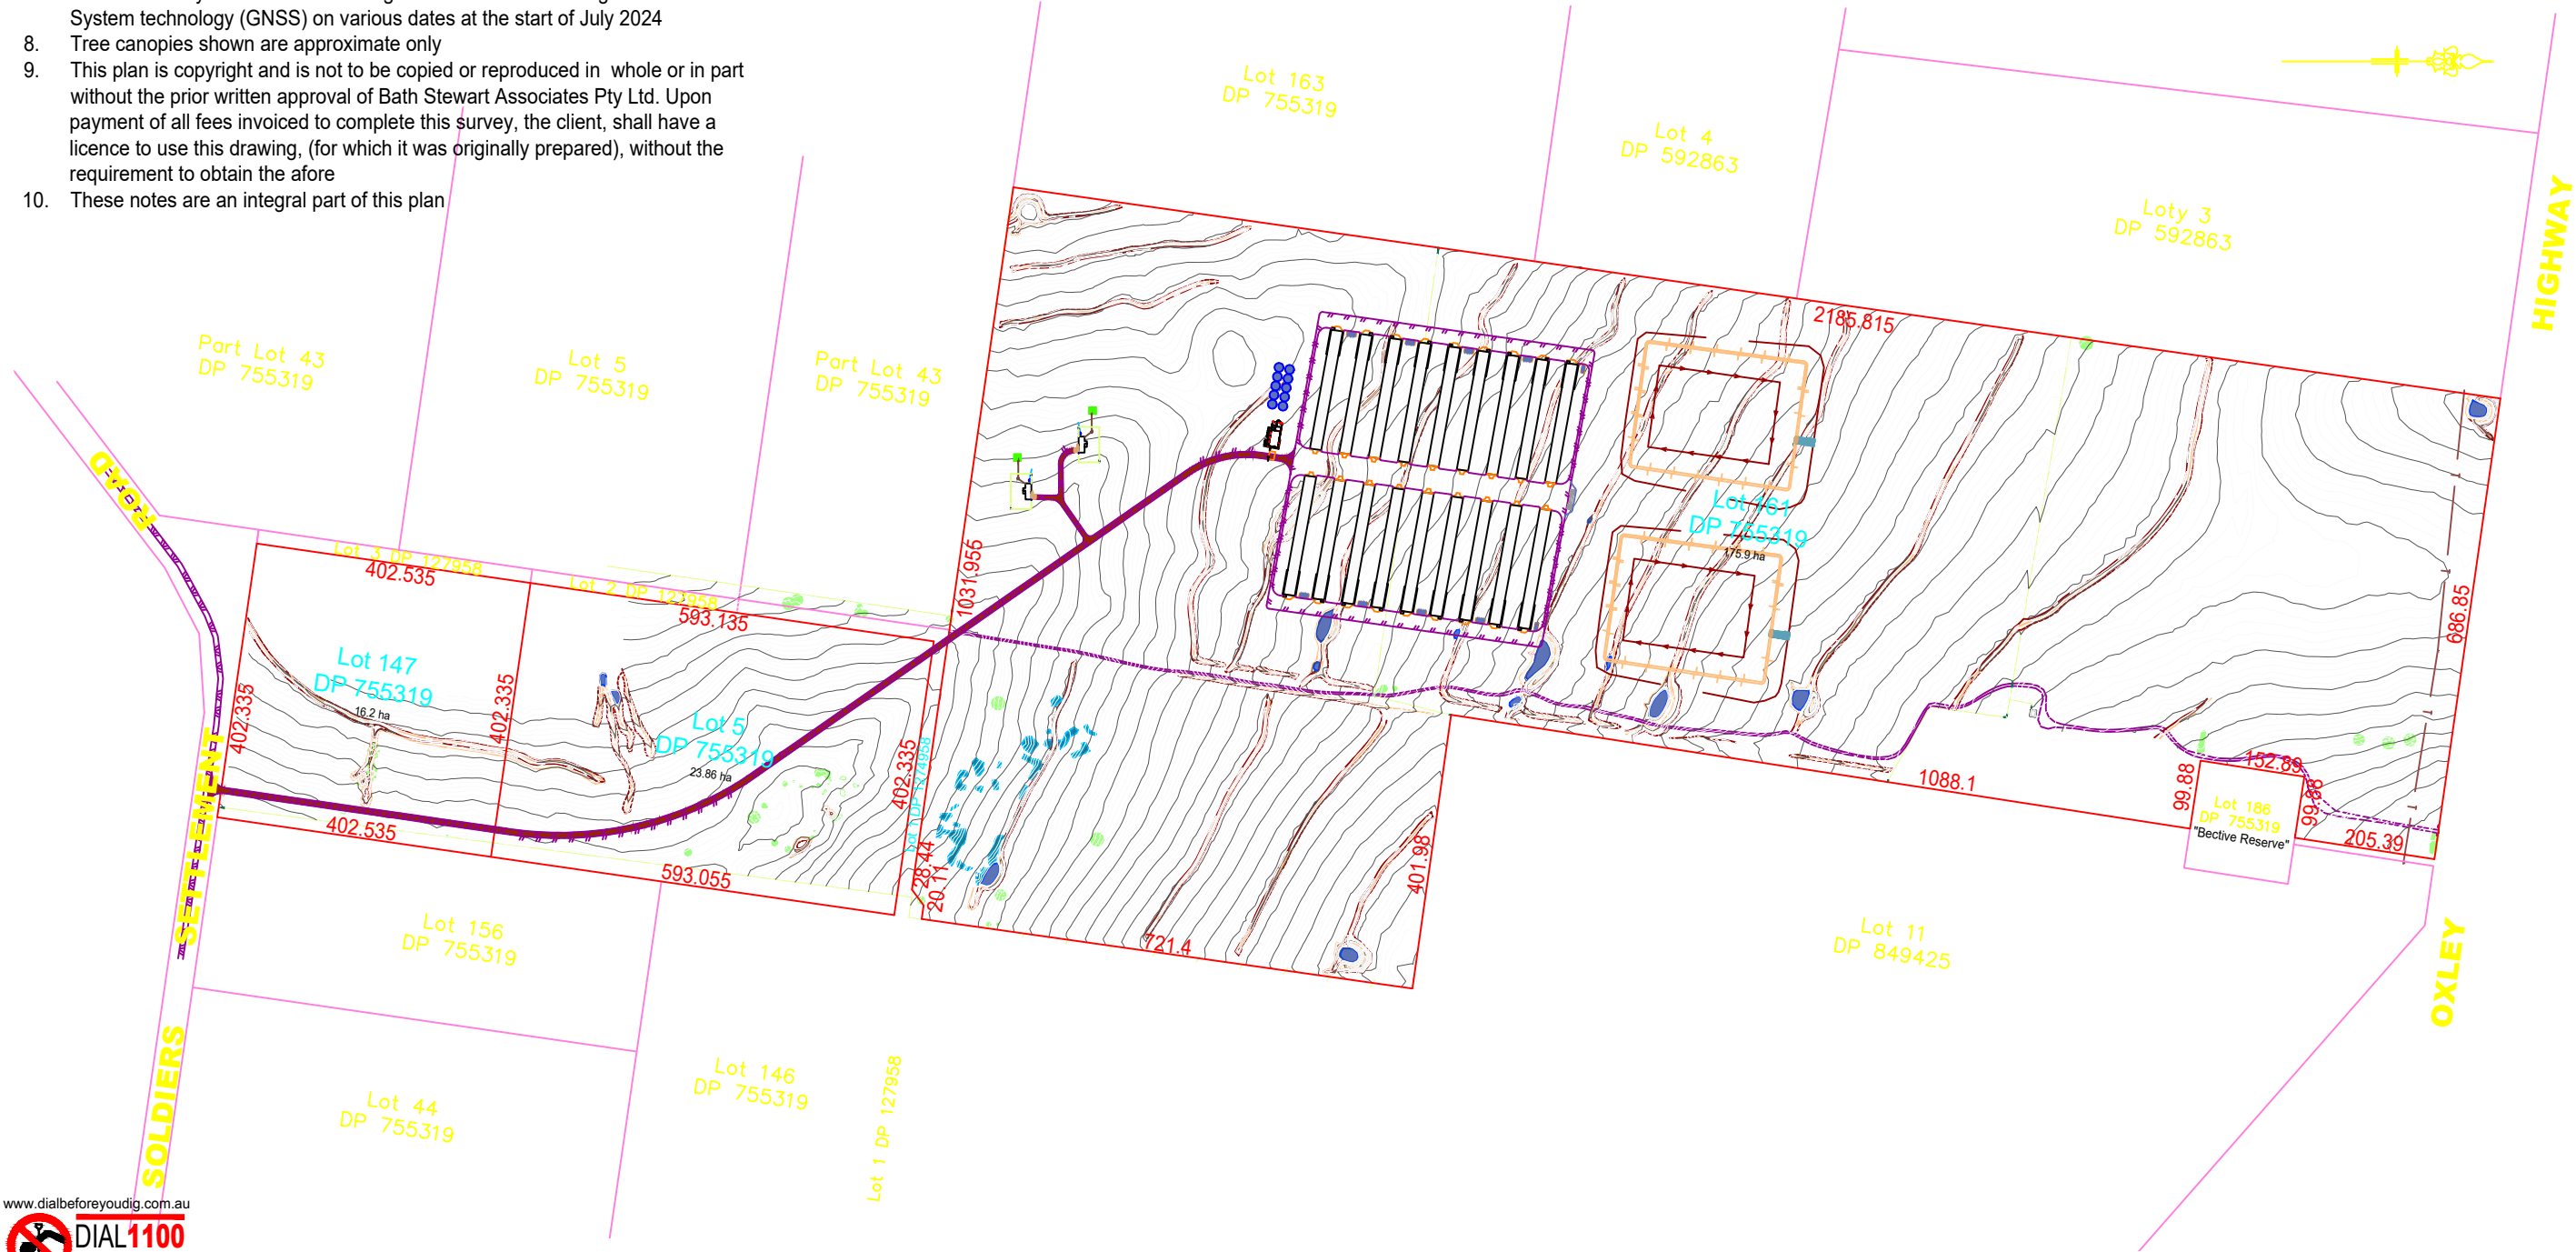 System technology (GNSS) on various dates at the start of July 2024
8. Tree canopies shown are approximate only
9. This plan is copyright and is not to be copied or reproduced in whole or in part
without the prior written approval of Bath Stewart Associates Pty Ltd. Upon
payment of all fees invoiced to complete this survey, the client, shall have a
licence to use this drawing, (for which it was originally prepared), without the
requirement to obtain the afore
10. These notes are an integral part of this plan
Lot 163
DP 755319
Lot 4
DP 592863
Loty 3
DP 592863
HIGHWAY
Part Lot 43
DP 755319
Lot 5
DP 755319
Part Lot 43
DP 755319
2185.815
ROAD
Lot 161
DP 755319
175.9 ha
Lot 3 DP 127958
402.535
Lot 2 DP 127958
593.135
1031.955
686.85
Lot 147
DP 755319
16.2 ha
402.335
402.335
Lot 5
DP 755319
23.86 ha
402.335
Lot 1 DP 1174958
28.44
20.11
402.535
593.055
721.4
401.98
1088.1
99.88
152.89
99.88
205.39
Lot 186
DP 755319
"Bective Reserve"
SETTLEMENT
Lot 156
DP 755319
Lot 11
DP 849425
OXLEY
SOLDIERS
Lot 44
DP 755319
Lot 146
DP 755319
Lot 1 DP 127958
www.dialbeforeyoudig.com.au
DIAL1100